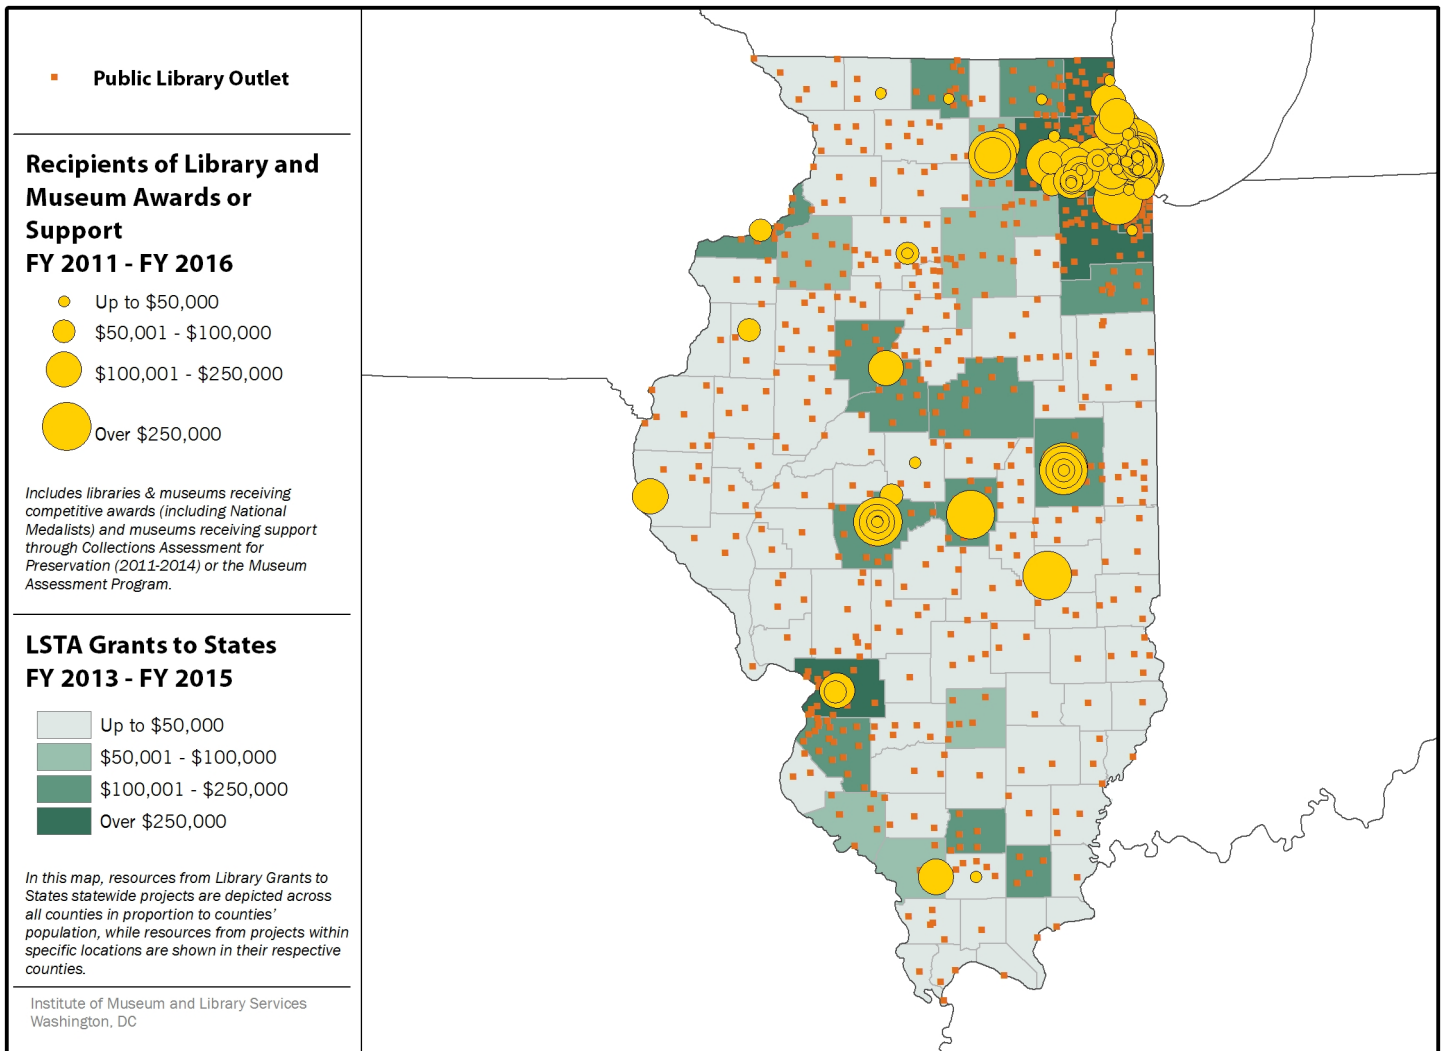 Public Library Outlet
Recipients of Library and
Museum Awards or
Support
FY 2011 - FY 2016
Up to $50,000
$50,001 - $100,000
$100,001 - $250,000
Over $250,000
Includes libraries & museums receiving
competitive awards (including National
Medalists) and museums receiving support
through Collections Assessment for
Preservation (2011-2014) or the Museum
Assessment Program.
LSTA Grants to States
FY 2013 - FY 2015
Up to $50,000
$50,001 - $100,000
$100,001 - $250,000
Over $250,000
In this map, resources from Library Grants to
States statewide projects are depicted across
all counties in proportion to counties'
population, while resources from projects within
specific locations are shown in their respective
counties.
Institute of Museum and Library Services
Washington, DC